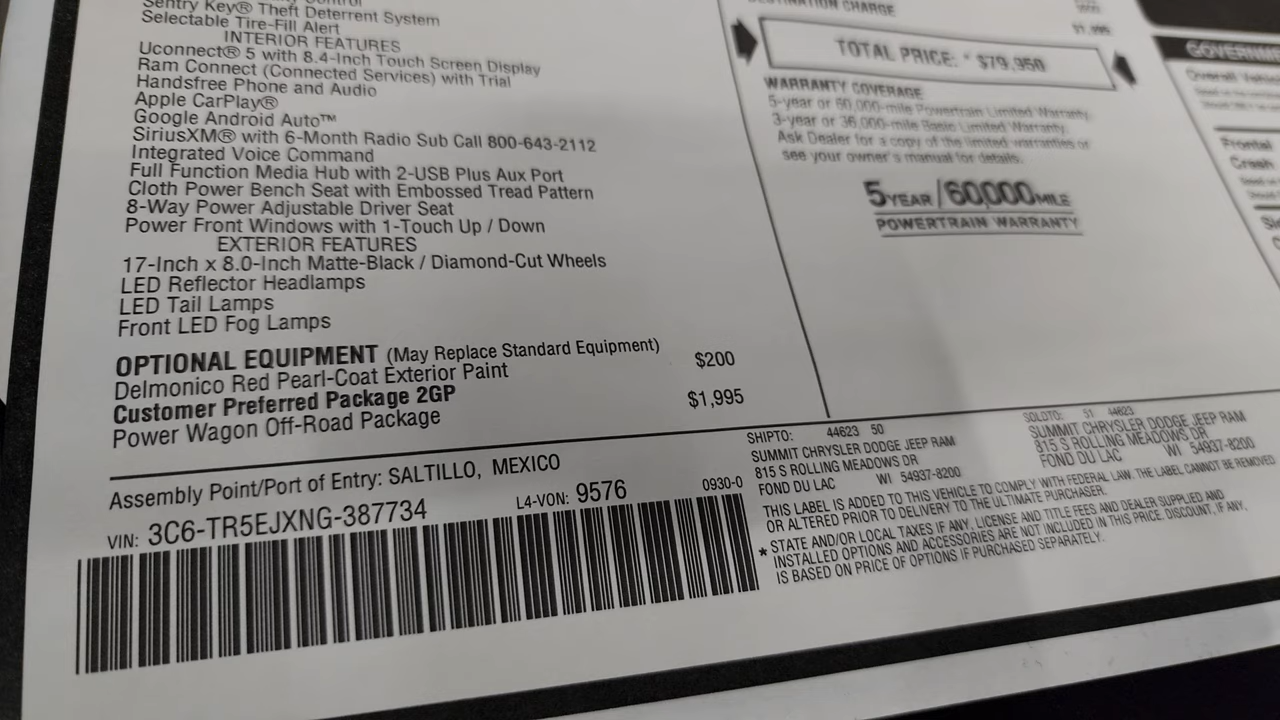 Sentry Key® Theft Deterrent System
Selectable Tire-Fill Alert
INTERIOR FEATURES
Uconnect® 5 with 8.4-Inch Touch Screen Display
Ram Connect (Connected Services) with Trial
Handsfree Phone and Audio
Apple CarPlay®
Google Android Auto™
SiriusXM® with 6-Month Radio Sub Call 800-643-2112
Integrated Voice Command
Full Function Media Hub with 2-USB Plus Aux Port
Cloth Power Bench Seat with Embossed Tread Pattern
8-Way Power Adjustable Driver Seat
Power Front Windows with 1-Touch Up / Down
EXTERIOR FEATURES
17-Inch x 8.0-Inch Matte-Black / Diamond-Cut Wheels
LED Reflector Headlamps
LED Tail Lamps
Front LED Fog Lamps
OPTIONAL EQUIPMENT (May Replace Standard Equipment)
Delmonico Red Pearl-Coat Exterior Paint $200
Customer Preferred Package 2GP
Power Wagon Off-Road Package $1,995
Assembly Point/Port of Entry: SALTILLO, MEXICO
VIN: 3C6-TR5EJXNG-387734 L4-VON: 9576 0930-0
DESTINATION CHARGE $1,995
TOTAL PRICE: * $79,950
WARRANTY COVERAGE
5-year or 60,000-mile Powertrain Limited Warranty.
3-year or 36,000-mile Basic Limited Warranty.
Ask Dealer for a copy of the limited warranties or
see your owner's manual for details.
5 YEAR / 60,000 MILE
POWERTRAIN WARRANTY
SHIPTO: 44623 50
SUMMIT CHRYSLER DODGE JEEP RAM
815 S ROLLING MEADOWS DR
FOND DU LAC WI 54937-8200
SOLDTO: 51 44623
SUMMIT CHRYSLER DODGE JEEP RAM
815 S ROLLING MEADOWS DR
FOND DU LAC WI 54937-8200
THIS LABEL IS ADDED TO THIS VEHICLE TO COMPLY WITH FEDERAL LAW. THE LABEL CANNOT BE REMOVED
OR ALTERED PRIOR TO DELIVERY TO THE ULTIMATE PURCHASER.
* STATE AND/OR LOCAL TAXES IF ANY, LICENSE AND TITLE FEES AND DEALER SUPPLIED AND
INSTALLED OPTIONS AND ACCESSORIES ARE NOT INCLUDED IN THIS PRICE. DISCOUNT, IF ANY,
IS BASED ON PRICE OF OPTIONS IF PURCHASED SEPARATELY.
Frontal
Crash